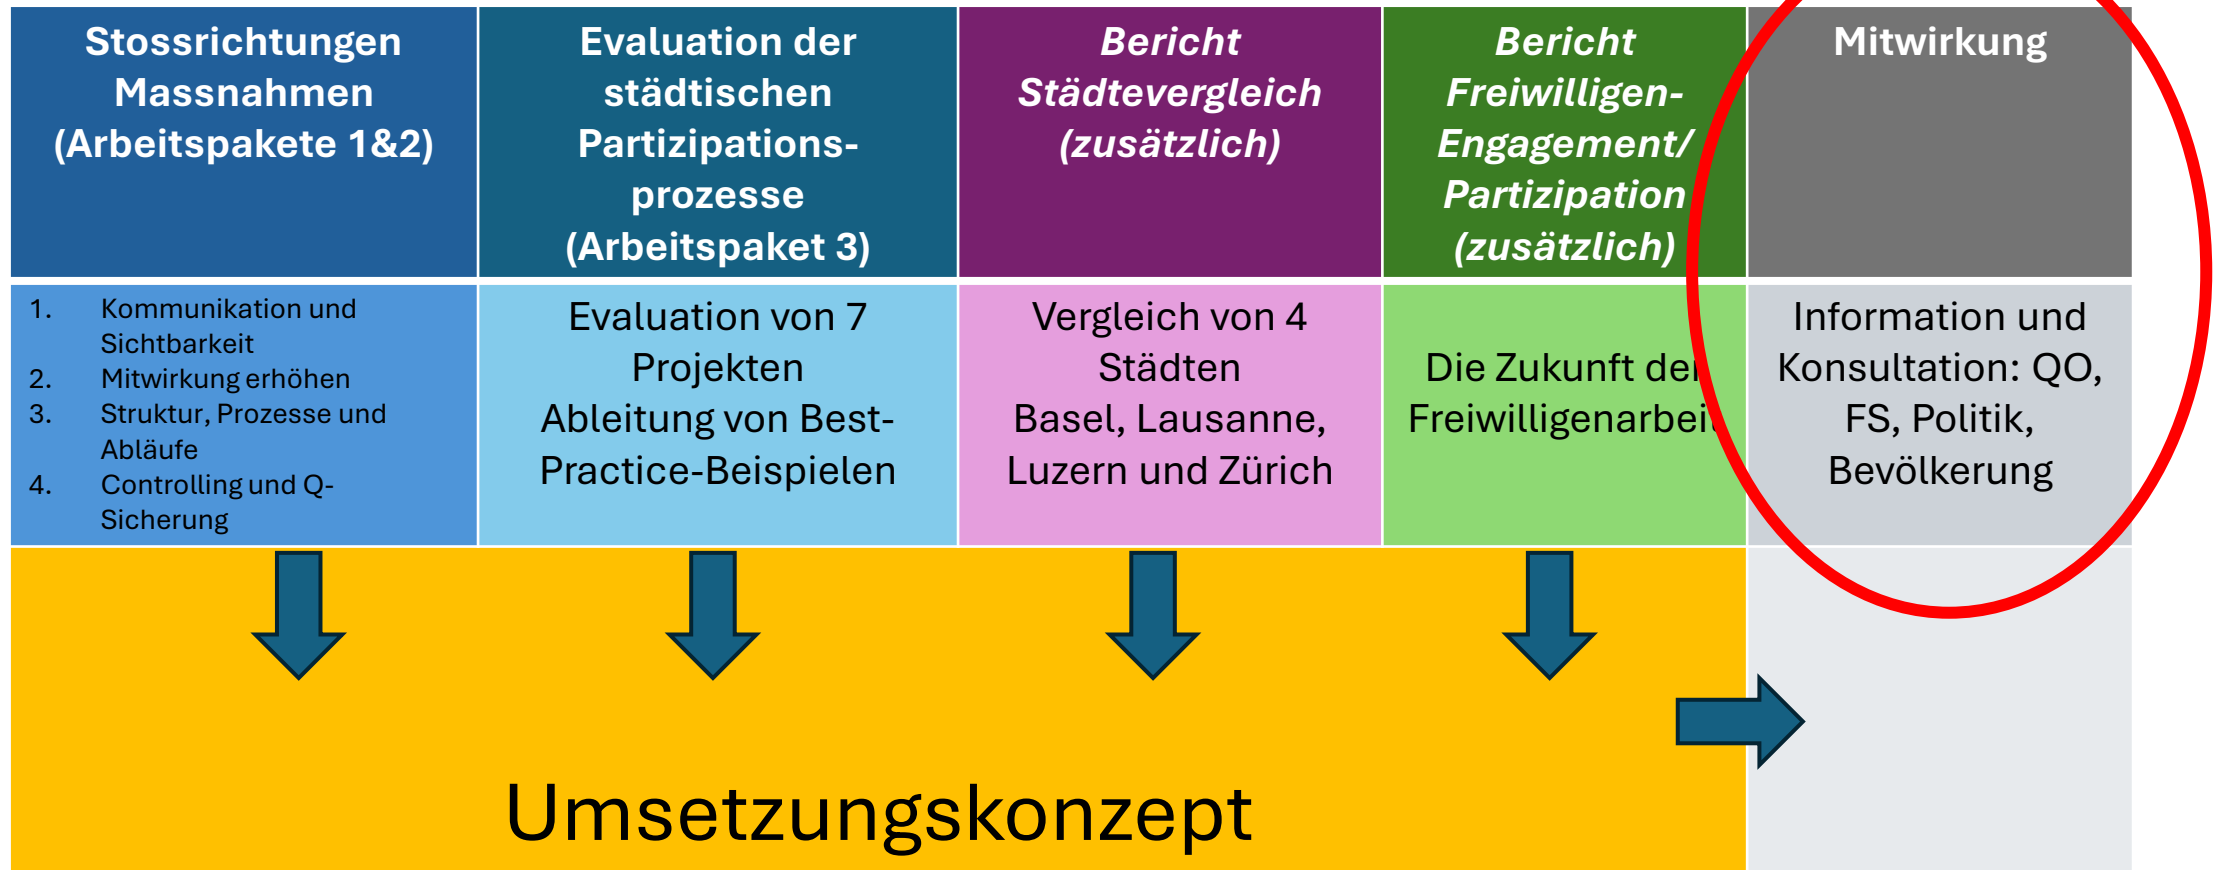 Stossrichtungen
Massnahmen
(Arbeitspakete 1&2)
Evaluation der
städtischen
Partizipations-
prozesse
(Arbeitspaket 3)
Bericht
Städtevergleich
(zusätzlich)
Bericht
Freiwilligen-
Engagement/
Partizipation
(zusätzlich)
Mitwirkung
1. Kommunikation und
Sichtbarkeit
2. Mitwirkung erhöhen
3. Struktur, Prozesse und
Abläufe
4. Controlling und Q-
Sicherung
Evaluation von 7
Projekten
Ableitung von Best-
Practice-Beispielen
Vergleich von 4
Städten
Basel, Lausanne,
Luzern und Zürich
Die Zukunft der
Freiwilligenarbeit
Information und
Konsultation: QO,
FS, Politik,
Bevölkerung
Umsetzungskonzept